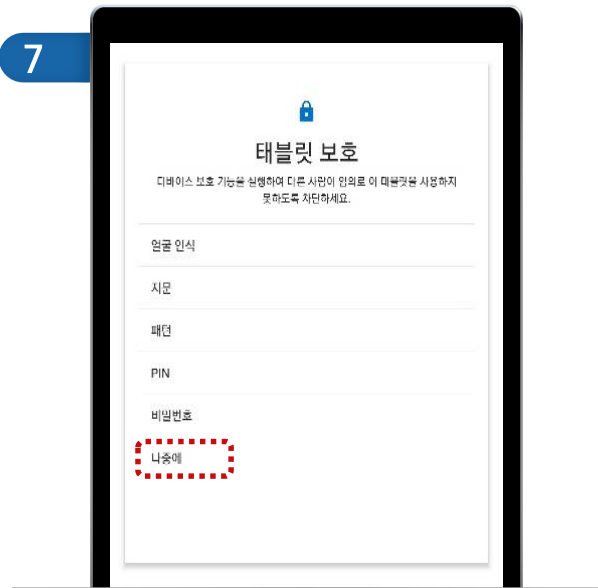 7
태블릿 보호
디바이스 보호 기능을 실행하여 다른 사람이 임의로 이 태블릿을 사용하지
못하도록 차단하세요.
얼굴 인식
지문
패턴
PIN
비밀번호
나중에